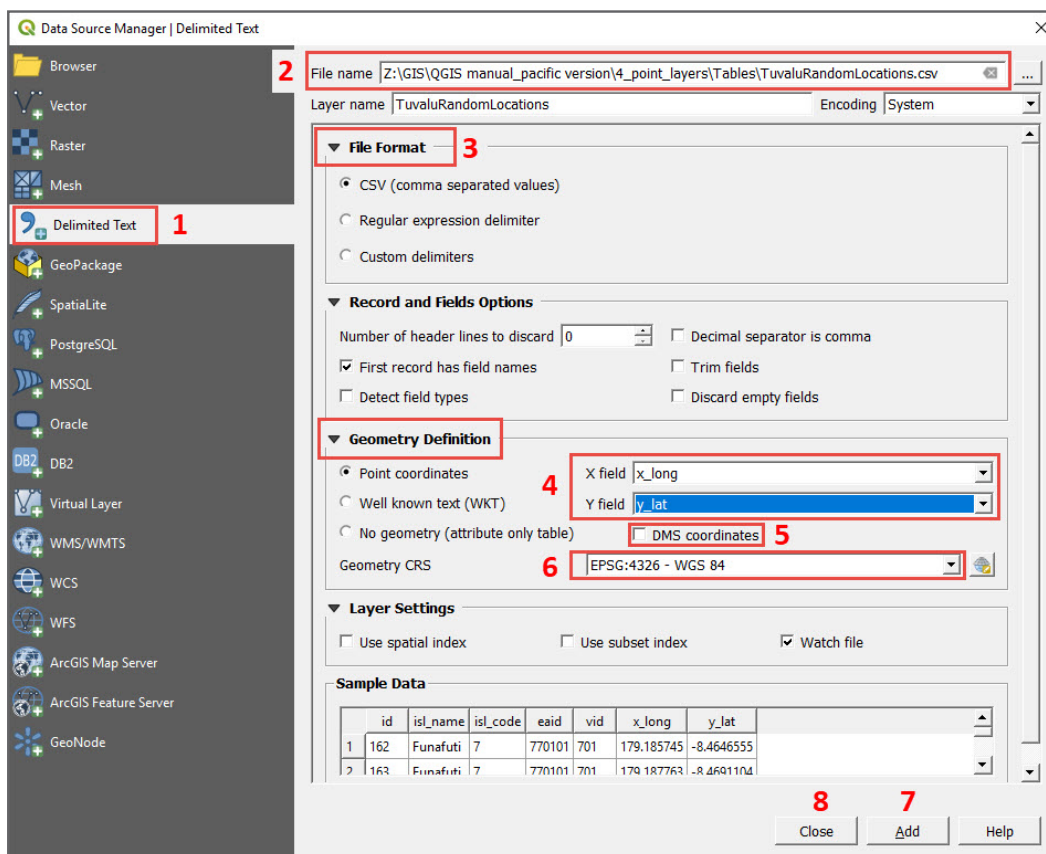 Data Source Manager | Delimited Text
Browser
Vector
Raster
Mesh
Delimited Text 1
GeoPackage
SpatiaLite
PostgreSQL
MSSQL
Oracle
DB2 DB2
Virtual Layer
WMS/WMTS
WCS
WFS
ArcGIS Map Server
ArcGIS Feature Server
GeoNode
2 File name Z:\GIS\QGIS manual_pacific version\4_point_layers\Tables\TuvaluRandomLocations.csv ...
Layer name TuvaluRandomLocations Encoding System
File Format 3
CSV (comma separated values)
Regular expression delimiter
Custom delimiters
Record and Fields Options
Number of header lines to discard 0 Decimal separator is comma
First record has field names Trim fields
Detect field types Discard empty fields
Geometry Definition
Point coordinates 4 X field x_long
Well known text (WKT) Y field y_lat
No geometry (attribute only table) DMS coordinates 5
Geometry CRS 6 EPSG:4326 - WGS 84
Layer Settings
Use spatial index Use subset index Watch file
Sample Data
id isl_name isl_code eaid vid x_long y_lat
1 162 Funafuti 7 770101 701 179.185745 -8.4646555
2 163 Funafuti 7 770101 701 179.187763 -8.4691104
8 7
Close Add Help